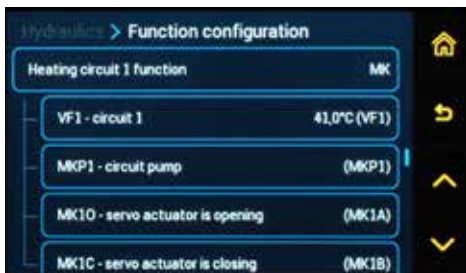 Hydraulics > Function configuration
Heating circuit 1 function MK
VF1 - circuit 1 41,0°C (VF1)
MKP1 - circuit pump (MKP1)
MK1O - servo actuator is opening (MK1A)
MK1C - servo actuator is closing (MK1B)